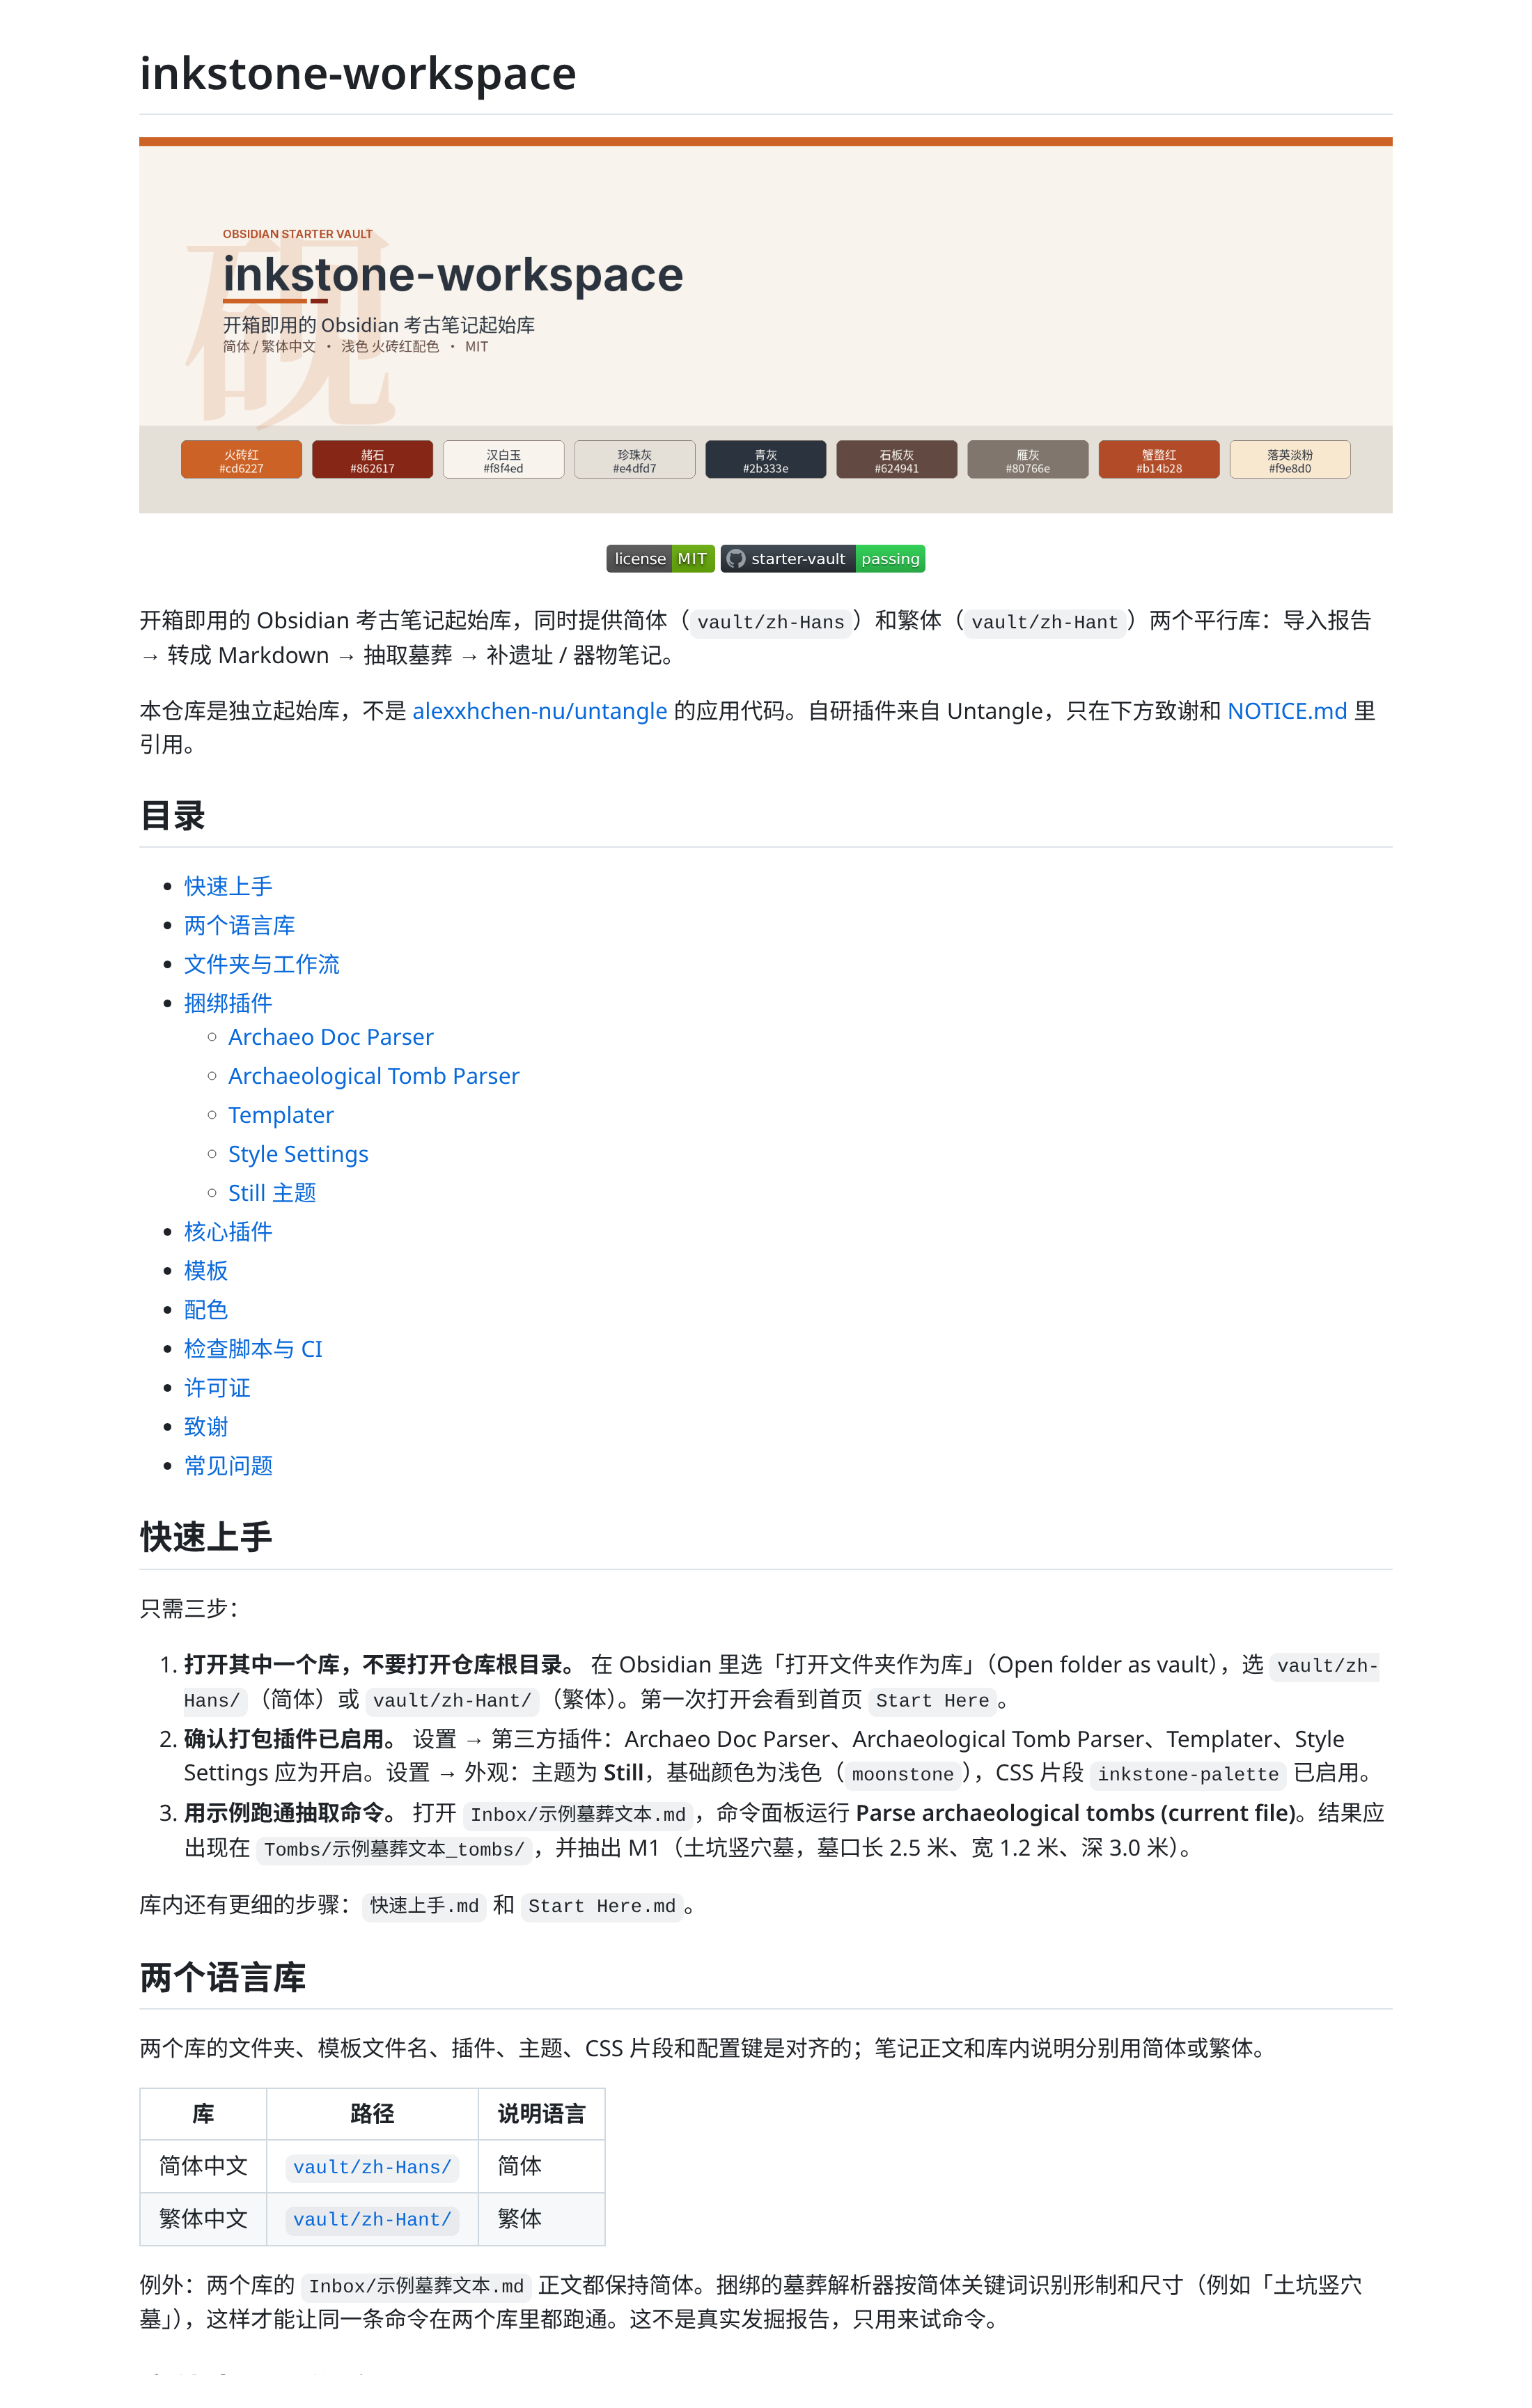 inkstone-workspace
砚
OBSIDIAN STARTER VAULT
inkstone-workspace
开箱即用的 Obsidian 考古笔记起始库
简体 / 繁体中文 · 浅色 火砖红配色 · MIT
火砖红
#cd6227
赭石
#862617
汉白玉
#f8f4ed
珍珠灰
#e4dfd7
青灰
#2b333e
石板灰
#624941
雁灰
#80766e
蟹蝥红
#b14b28
落英淡粉
#f9e8d0
license MIT starter-vault passing
开箱即用的 Obsidian 考古笔记起始库，同时提供简体（vault/zh-Hans）和繁体（vault/zh-Hant）两个平行库：导入报告
→ 转成 Markdown → 抽取墓葬 → 补遗址 / 器物笔记。
本仓库是独立起始库，不是 alexxhchen-nu/untangle 的应用代码。自研插件来自 Untangle，只在下方致谢和 NOTICE.md 里
引用。
目录
• 快速上手
• 两个语言库
• 文件夹与工作流
• 捆绑插件
◦ Archaeo Doc Parser
◦ Archaeological Tomb Parser
◦ Templater
◦ Style Settings
◦ Still 主题
• 核心插件
• 模板
• 配色
• 检查脚本与 CI
• 许可证
• 致谢
• 常见问题
快速上手
只需三步：
1. 打开其中一个库，不要打开仓库根目录。 在 Obsidian 里选「打开文件夹作为库」（Open folder as vault），选 vault/zh-
Hans/（简体）或 vault/zh-Hant/（繁体）。第一次打开会看到首页 Start Here。
2. 确认打包插件已启用。 设置 → 第三方插件：Archaeo Doc Parser、Archaeological Tomb Parser、Templater、Style
Settings 应为开启。设置 → 外观：主题为 Still，基础颜色为浅色（moonstone），CSS 片段 inkstone-palette 已启用。
3. 用示例跑通抽取命令。 打开 Inbox/示例墓葬文本.md，命令面板运行 Parse archaeological tombs (current file)。结果应
出现在 Tombs/示例墓葬文本_tombs/，并抽出 M1（土坑竖穴墓，墓口长 2.5 米、宽 1.2 米、深 3.0 米）。
库内还有更细的步骤：快速上手.md 和 Start Here.md。
两个语言库
两个库的文件夹、模板文件名、插件、主题、CSS 片段和配置键是对齐的；笔记正文和库内说明分别用简体或繁体。
库 路径 说明语言
简体中文 vault/zh-Hans/ 简体
繁体中文 vault/zh-Hant/ 繁体
例外：两个库的 Inbox/示例墓葬文本.md 正文都保持简体。捆绑的墓葬解析器按简体关键词识别形制和尺寸（例如「土坑竖穴
墓」），这样才能让同一条命令在两个库里都跑通。这不是真实发掘报告，只用来试命令。